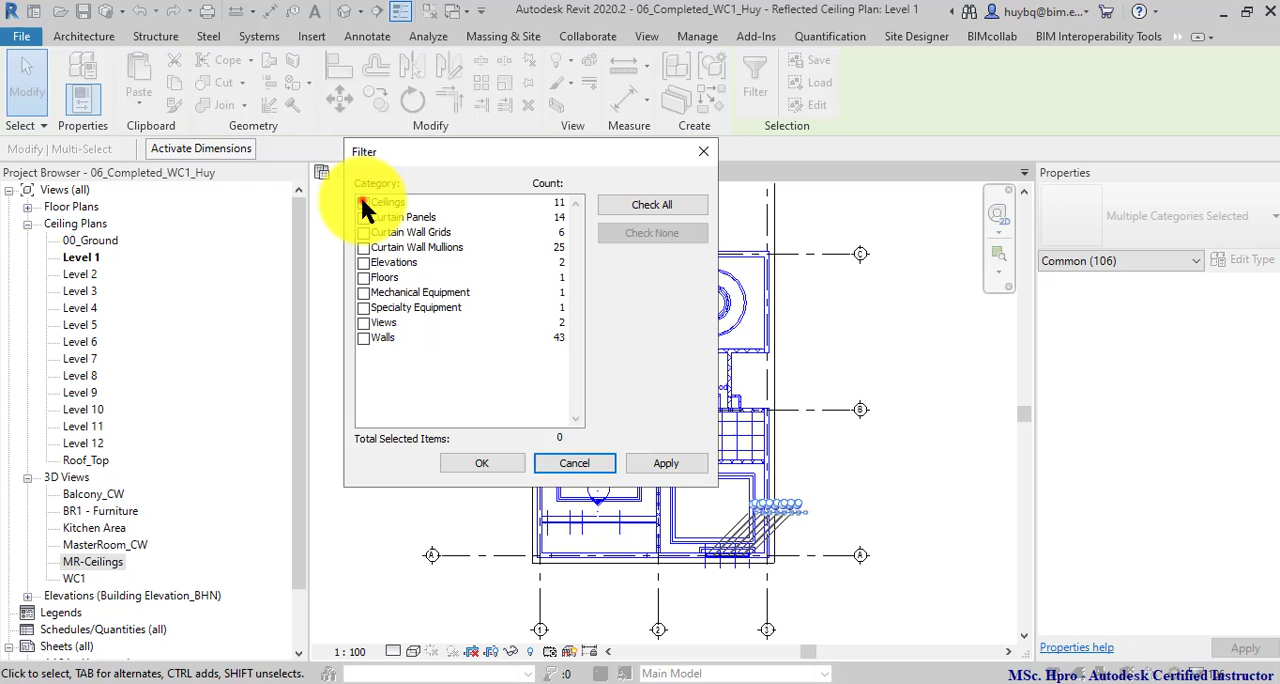 Autodesk Revit 2020.2 - 06_Completed_WC1_Huy - Reflected Ceiling Plan: Level 1
huybq@bim.e...
File Architecture Structure Steel Systems Insert Annotate Analyze Massing & Site Collaborate View Manage Add-Ins Quantification Site Designer BIMcollab BIM Interoperability Tools
Modify Paste Cope Cut Join Filter Save Load Edit
Select Properties Clipboard Geometry Modify View Measure Create Selection
Modify | Multi-Select Activate Dimensions
Project Browser - 06_Completed_WC1_Huy
Views (all)
Floor Plans
Ceiling Plans
00_Ground
Level 1
Level 2
Level 3
Level 4
Level 5
Level 6
Level 7
Level 8
Level 9
Level 10
Level 11
Level 12
Roof_Top
3D Views
Balcony_CW
BR1 - Furniture
Kitchen Area
MasterRoom_CW
MR-Ceilings
WC1
Elevations (Building Elevation_BHN)
Legends
Schedules/Quantities (all)
Sheets (all)
Filter
Category: Count:
Ceilings 11
Curtain Panels 14
Curtain Wall Grids 6
Curtain Wall Mullions 25
Elevations 2
Floors 1
Mechanical Equipment 1
Specialty Equipment 1
Views 2
Walls 43
Check All
Check None
Total Selected Items: 0
OK Cancel Apply
C
B
A A
1 2 3
2D
Properties
Multiple Categories Selected
Common (106) Edit Type
Properties help Apply
1 : 100
Click to select, TAB for alternates, CTRL adds, SHIFT unselects.
:0 Main Model
MSc. Hpro - Autodesk Certified Instructor